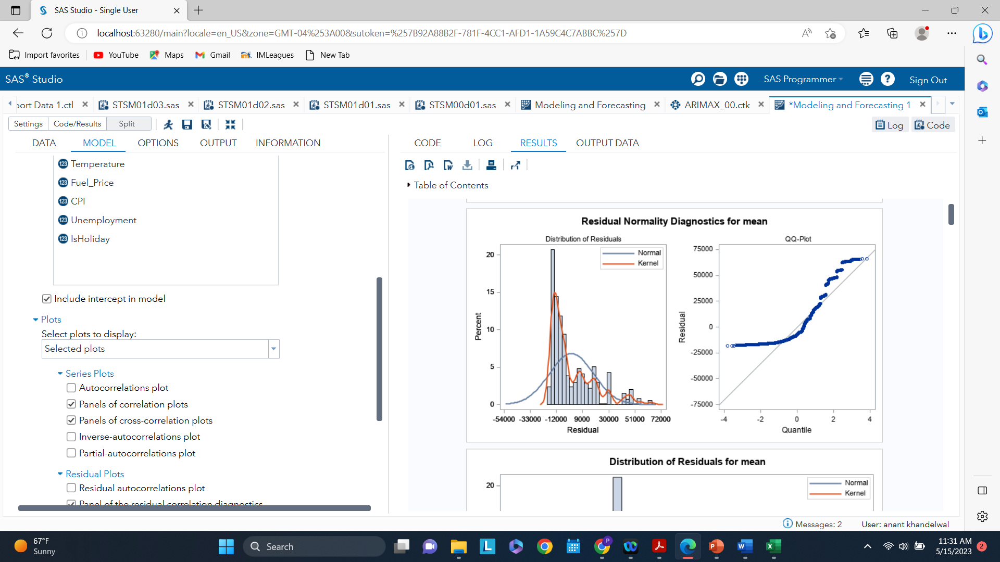 SAS Studio - Single User
localhost:63280/main?locale=en_US&zone=GMT-04%253A00&sutoken=%257B92A88B2F-781F-4CC1-AFD1-1A59C4C7ABBC%257D
Import favorites YouTube Maps Gmail IMLeagues New Tab
SAS® Studio SAS Programmer Sign Out
port Data 1.ctl STSM01d03.sas STSM01d02.sas STSM01d01.sas STSM00d01.sas Modeling and Forecasting ARIMAX_00.ctk *Modeling and Forecasting 1
Settings Code/Results Split Log Code
DATA MODEL OPTIONS OUTPUT INFORMATION
123 Temperature
123 Fuel_Price
123 CPI
123 Unemployment
123 IsHoliday
Include intercept in model
Plots
Select plots to display:
Selected plots
Series Plots
Autocorrelations plot
Panels of correlation plots
Panels of cross-correlation plots
Inverse-autocorrelations plot
Partial-autocorrelations plot
Residual Plots
Residual autocorrelations plot
Panel of the residual correlation diagnostics
CODE LOG RESULTS OUTPUT DATA
Table of Contents
Residual Normality Diagnostics for mean
Distribution of Residuals
Normal
Kernel
Percent
20
15
10
5
0
-54000 -33000 -12000 9000 30000 51000 72000
Residual
QQ-Plot
Residual
75000
50000
25000
0
-25000
-50000
-75000
-4 -2 0 2 4
Quantile
Distribution of Residuals for mean
20
Normal
Kernel
Messages: 2 User: anant khandelwal
67°F
Sunny
Search
11:31 AM
5/15/2023
2